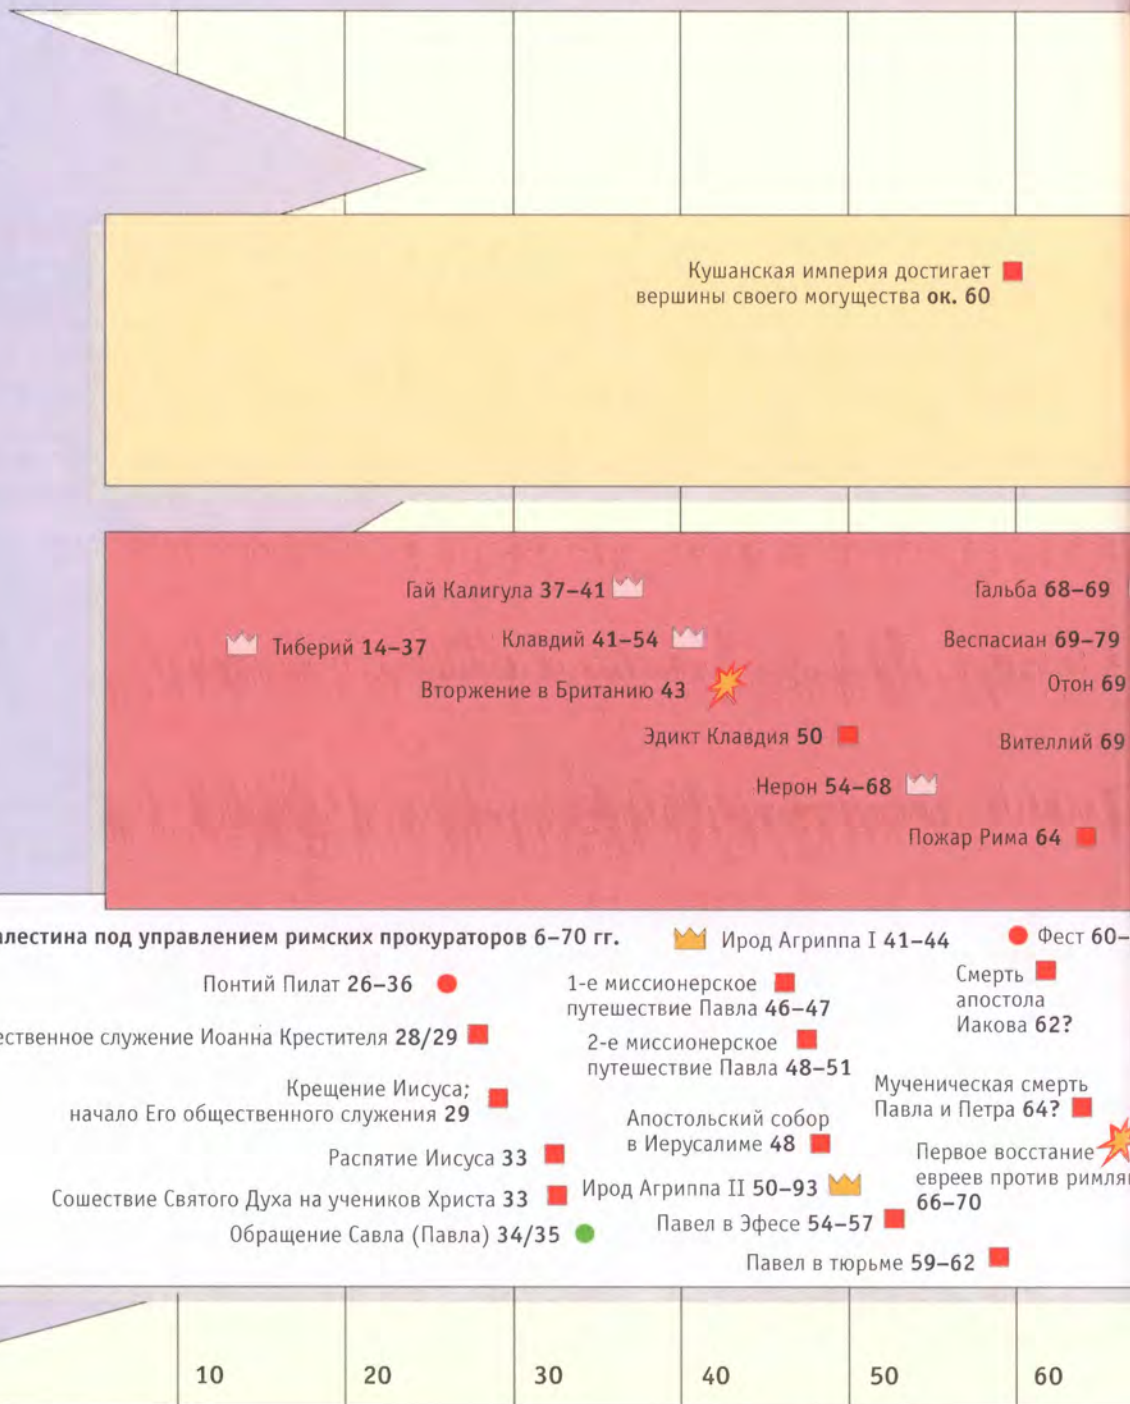 Кушанская империя достигает
вершины своего могущества ок. 60
Гай Калигула 37–41
Гальба 68–69
Тиберий 14–37
Клавдий 41–54
Веспасиан 69–79
Вторжение в Британию 43
Отон 69
Эдикт Клавдия 50
Вителлий 69
Нерон 54–68
Пожар Рима 64
алестина под управлением римских прокураторов 6–70 гг.
Ирод Агриппа I 41–44
Фест 60–
Понтий Пилат 26–36
1-е миссионерское
путешествие Павла 46–47
Смерть
апостола
Иакова 62?
ественное служение Иоанна Крестителя 28/29
2-е миссионерское
путешествие Павла 48–51
Крещение Иисуса;
начало Его общественного служения 29
Мученическая смерть
Павла и Петра 64?
Апостольский собор
в Иерусалиме 48
Распятие Иисуса 33
Первое восстание
евреев против римля
66–70
Сошествие Святого Духа на учеников Христа 33
Ирод Агриппа II 50–93
Обращение Савла (Павла) 34/35
Павел в Эфесе 54–57
Павел в тюрьме 59–62
10 20 30 40 50 60